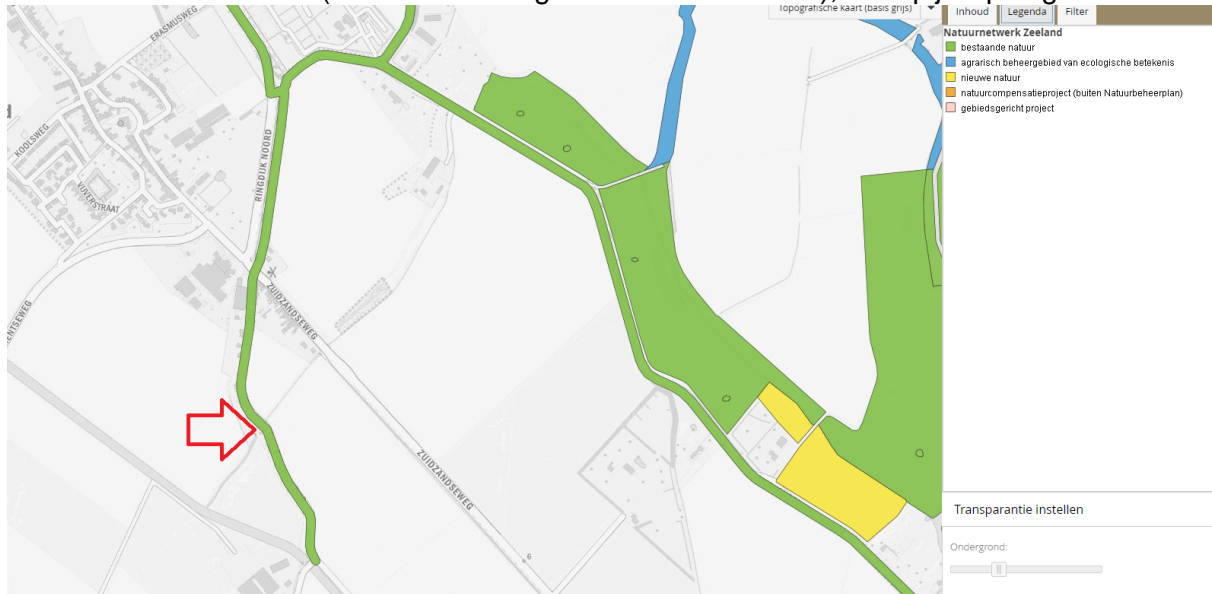 Topografische kaart (basis grijs)
Inhoud
Legenda
Filter
Natuurnetwerk Zeeland
bestaande natuur
agrarisch beheergebied van ecologische betekenis
nieuwe natuur
natuurcompensatieproject (buiten Natuurbeheerplan)
gebiedsgericht project
ERASMUSWEG
KOOLSWEG
VIJVERSTRAAT
RINGDIJK NOORD
ZUIDZANDSEWEG
ZUIDZANDSEWEG
6
Transparantie instellen
Ondergrond: